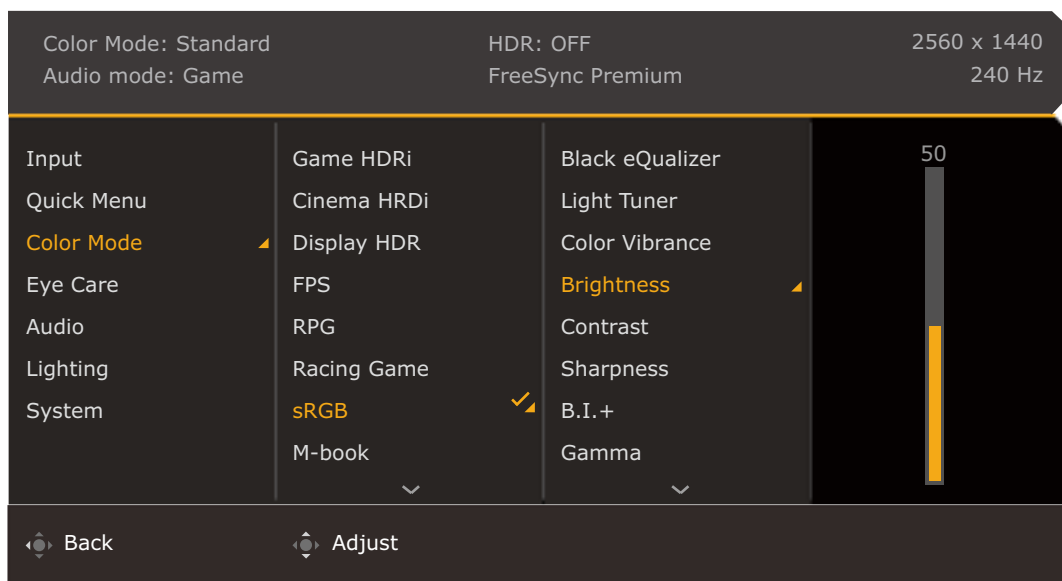 Color Mode: Standard
HDR: OFF
2560 x 1440
Audio mode: Game
FreeSync Premium
240 Hz
Input
Quick Menu
Color Mode
Eye Care
Audio
Lighting
System
Game HDRi
Cinema HRDi
Display HDR
FPS
RPG
Racing Game
sRGB
M-book
Black eQualizer
Light Tuner
Color Vibrance
Brightness
Contrast
Sharpness
B.I.+
Gamma
50
Back
Adjust